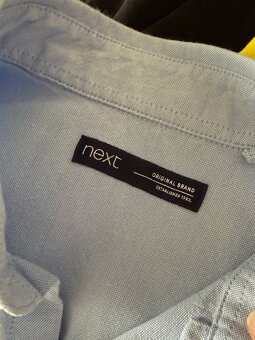 next
ORIGINAL BRAND
ESTABLISHED 1982.